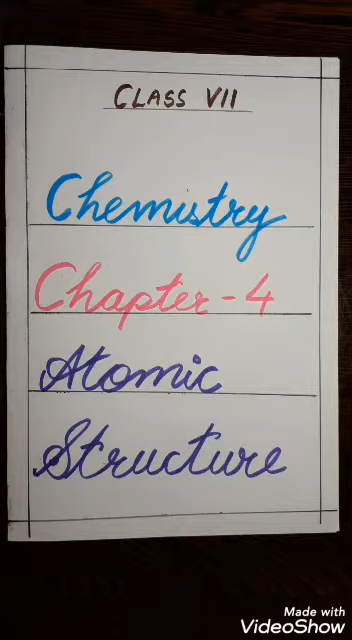 CLASS VII
Chemistry
Chapter-4
Atomic
Structure
Made with
VideoShow